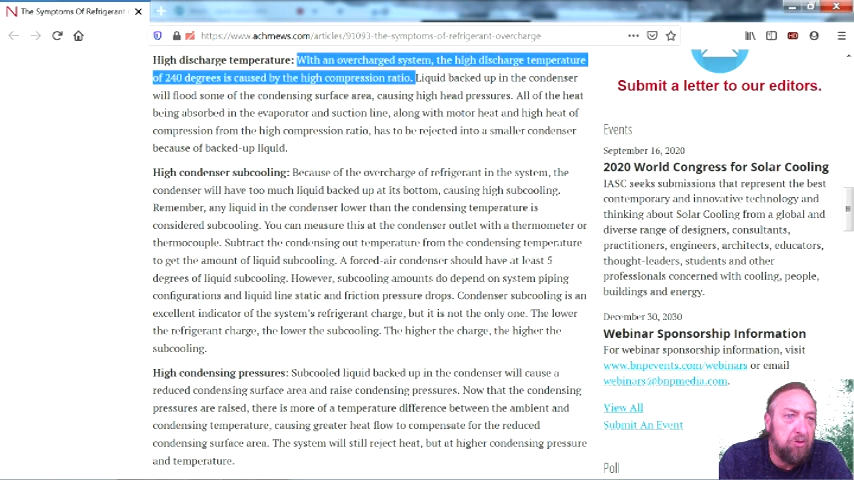 The Symptoms Of Refrigerant
https://www.achrnews.com/articles/91093-the-symptoms-of-refrigerant-overcharge
High discharge temperature: With an overcharged system, the high discharge temperature
of 240 degrees is caused by the high compression ratio. Liquid backed up in the condenser
will flood some of the condensing surface area, causing high head pressures. All of the heat
being absorbed in the evaporator and suction line, along with motor heat and high heat of
compression from the high compression ratio, has to be rejected into a smaller condenser
because of backed-up liquid.
High condenser subcooling: Because of the overcharge of refrigerant in the system, the
condenser will have too much liquid backed up at its bottom, causing high subcooling.
Remember, any liquid in the condenser lower than the condensing temperature is
considered subcooling. You can measure this at the condenser outlet with a thermometer or
thermocouple. Subtract the condensing out temperature from the condensing temperature
to get the amount of liquid subcooling. A forced-air condenser should have at least 5
degrees of liquid subcooling. However, subcooling amounts do depend on system piping
configurations and liquid line static and friction pressure drops. Condenser subcooling is an
excellent indicator of the system's refrigerant charge, but it is not the only one. The lower
the refrigerant charge, the lower the subcooling. The higher the charge, the higher the
subcooling.
High condensing pressures: Subcooled liquid backed up in the condenser will cause a
reduced condensing surface area and raise condensing pressures. Now that the condensing
pressures are raised, there is more of a temperature difference between the ambient and
condensing temperature, causing greater heat flow to compensate for the reduced
condensing surface area. The system will still reject heat, but at higher condensing pressure
and temperature.
Submit a letter to our editors.
Events
September 16, 2020
2020 World Congress for Solar Cooling
IASC seeks submissions that represent the best
contemporary and innovative technology and
thinking about Solar Cooling from a global and
diverse range of designers, consultants,
practitioners, engineers, architects, educators,
thought-leaders, students and other
professionals concerned with cooling, people,
buildings and energy.
December 30, 2030
Webinar Sponsorship Information
For webinar sponsorship information, visit
www.bnpevents.com/webinars or email
webinars@bnpmedia.com.
View All
Submit An Event
Poll